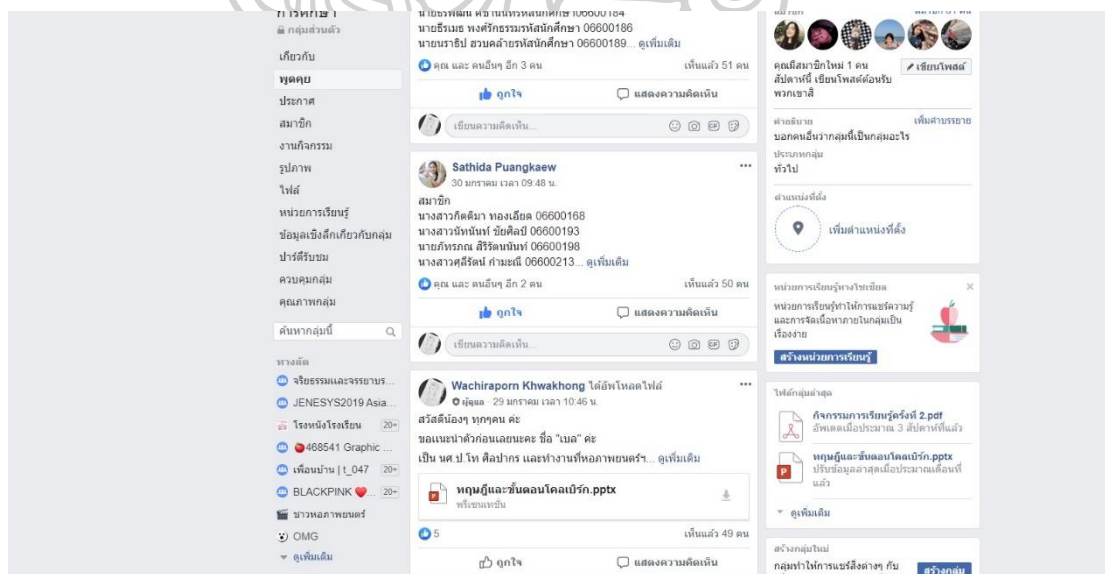 การศึกษา
กลุ่มส่วนตัว
เกี่ยวกับ
พูดคุย
ประกาศ
สมาชิก
งานกิจกรรม
รูปภาพ
ไฟล์
หน่วยการเรียนรู้
ข้อมูลเชิงลึกเกี่ยวกับกลุ่ม
ปาร์ตี้รับชม
ควบคุมกลุ่ม
คุณภาพกลุ่ม
ค้นหากลุ่มนี้
ทางลัด
จริยธรรมและจรรยาบร...
JENESYS2019 Asia...
โรงหนังโรงเรียน 20+
468541 Graphic ...
เพื่อนบ้าน | t_047 20+
BLACKPINK ... 20+
ชาวหอภาพยนตร์
OMG
ดูเพิ่มเติม
นายธีรเมธ พงศ์รักธรรมรหัสนักศึกษา 06600186
นายนราธิป ฮวบคล้ายรหัสนักศึกษา 06600189... ดูเพิ่มเติม
คุณ และ คนอื่นๆ อีก 3 คน เห็นแล้ว 51 คน
ถูกใจ แสดงความคิดเห็น
เขียนความคิดเห็น...
Sathida Puangkaew
30 มกราคม เวลา 09:48 น.
สมาชิก
นางสาวกิตติมา ทองเอียด 06600168
นางสาวนัทนันท์ ชัยศิลป์ 06600193
นายภัทรภณ สิริรัตนนันท์ 06600198
นางสาวศุลีรัตน์ กำมะณี 06600213... ดูเพิ่มเติม
คุณ และ คนอื่นๆ อีก 2 คน เห็นแล้ว 50 คน
ถูกใจ แสดงความคิดเห็น
เขียนความคิดเห็น...
Wachiraporn Khwakhong ได้อัพโหลดไฟล์
ผู้ดูแล · 29 มกราคม เวลา 10:46 น.
สวัสดีน้องๆ ทุกๆคน ค่ะ
ขอแนะนำตัวก่อนเลยนะคะ ชื่อ "เบล" ค่ะ
เป็น นศ.ป.โท ศิลปากร และทำงานที่หอภาพยนตร์ฯ... ดูเพิ่มเติม
ทฤษฎีและขั้นตอนโคลเบิร์ก.pptx
พรีเซนเทชั่น
5 เห็นแล้ว 49 คน
ถูกใจ แสดงความคิดเห็น
คุณมีสมาชิกใหม่ 1 คน
สัปดาห์นี้ เขียนโพสต์ต้อนรับ
พวกเขาสิ
เขียนโพสต์
คำอธิบาย เพิ่มคำบรรยาย
บอกคนอื่นว่ากลุ่มนี้เป็นกลุ่มอะไร
ประเภทกลุ่ม
ทั่วไป
ตำแหน่งที่ตั้ง
เพิ่มตำแหน่งที่ตั้ง
หน่วยการเรียนรู้ทางโซเชียล
หน่วยการเรียนรู้ทำให้การแชร์ความรู้
และการจัดเนื้อหาภายในกลุ่มเป็น
เรื่องง่าย
สร้างหน่วยการเรียนรู้
ไฟล์กลุ่มล่าสุด
กิจกรรมการเรียนรู้ครั้งที่ 2.pdf
อัพเดตเมื่อประมาณ 3 สัปดาห์ที่แล้ว
ทฤษฎีและขั้นตอนโคลเบิร์ก.pptx
ปรับข้อมูลล่าสุดเมื่อประมาณเดือนที่
แล้ว
ดูเพิ่มเติม
สร้างกลุ่มใหม่
กลุ่มทำให้การแชร์สิ่งต่างๆ กับ
สร้างกลุ่ม